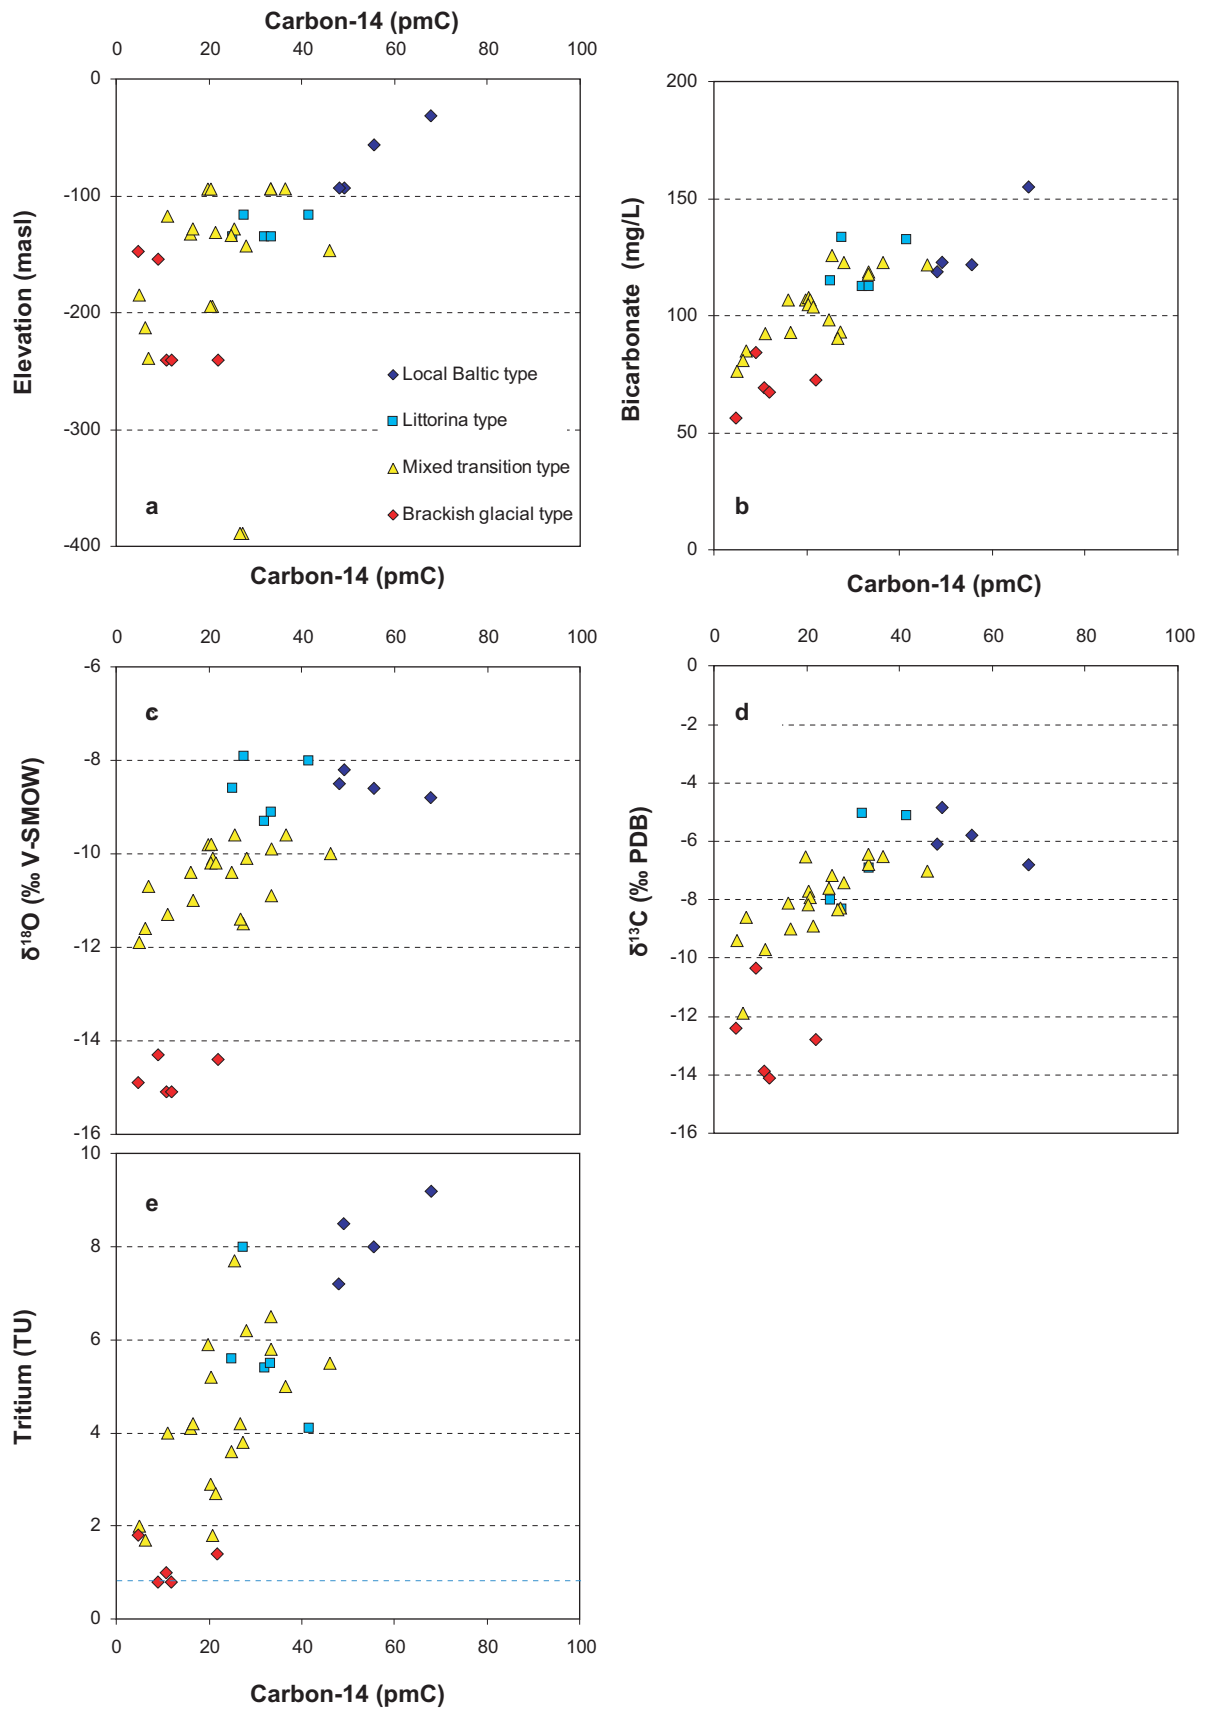 Carbon-14 (pmC)
0 20 40 60 80 100
0
-100
-200
-300
-400
Elevation (masl)
Local Baltic type
Littorina type
Mixed transition type
Brackish glacial type
a
Carbon-14 (pmC)
200
150
100
50
0
Bicarbonate (mg/L)
b
Carbon-14 (pmC)
0 20 40 60 80 100
-6
-8
-10
-12
-14
-16
δ¹⁸O (‰ V-SMOW)
c
0 20 40 60 80 100
0
-2
-4
-6
-8
-10
-12
-14
-16
δ¹³C (‰ PDB)
d
10
8
6
4
2
0
Tritium (TU)
e
0 20 40 60 80 100
Carbon-14 (pmC)